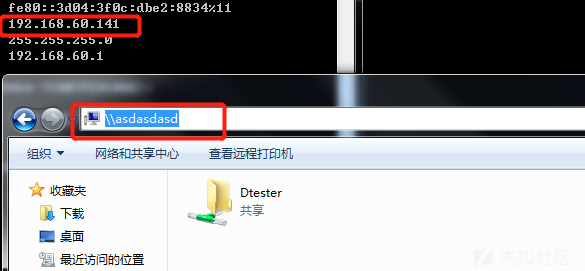 fe80::3d04:3f0c:dbe2:8834%11
192.168.60.141
255.255.255.0
192.168.60.1
\\asdasdasd
组织 网络和共享中心 查看远程打印机
收藏夹
下载
桌面
最近访问的位置
Dtester
共享
先知社区